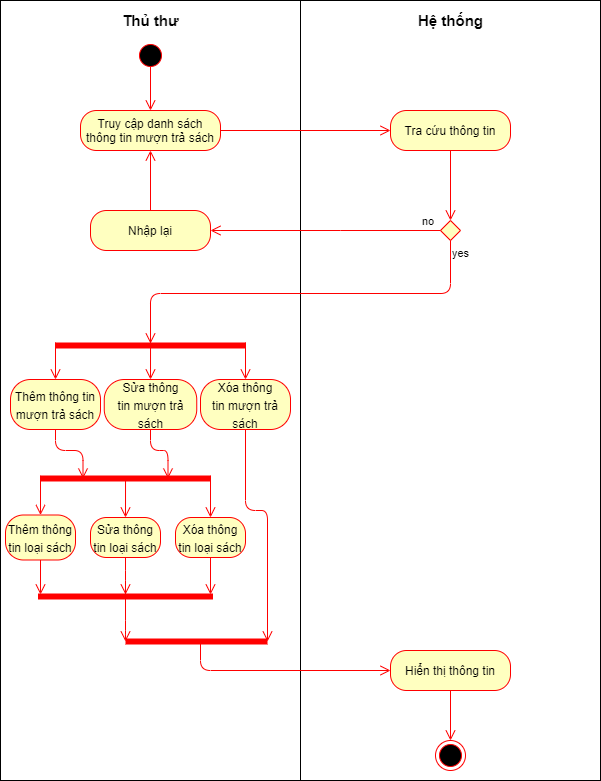 Thủ thư
Hệ thống
Truy cập danh sách
thông tin mượn trả sách
Tra cứu thông tin
Nhập lại
no
yes
Thêm thông tin
mượn trả sách
Sửa thông
tin mượn trả
sách
Xóa thông
tin mượn trả
sách
Thêm thông
tin loại sách
Sửa thông
tin loại sách
Xóa thông
tin loại sách
Hiển thị thông tin